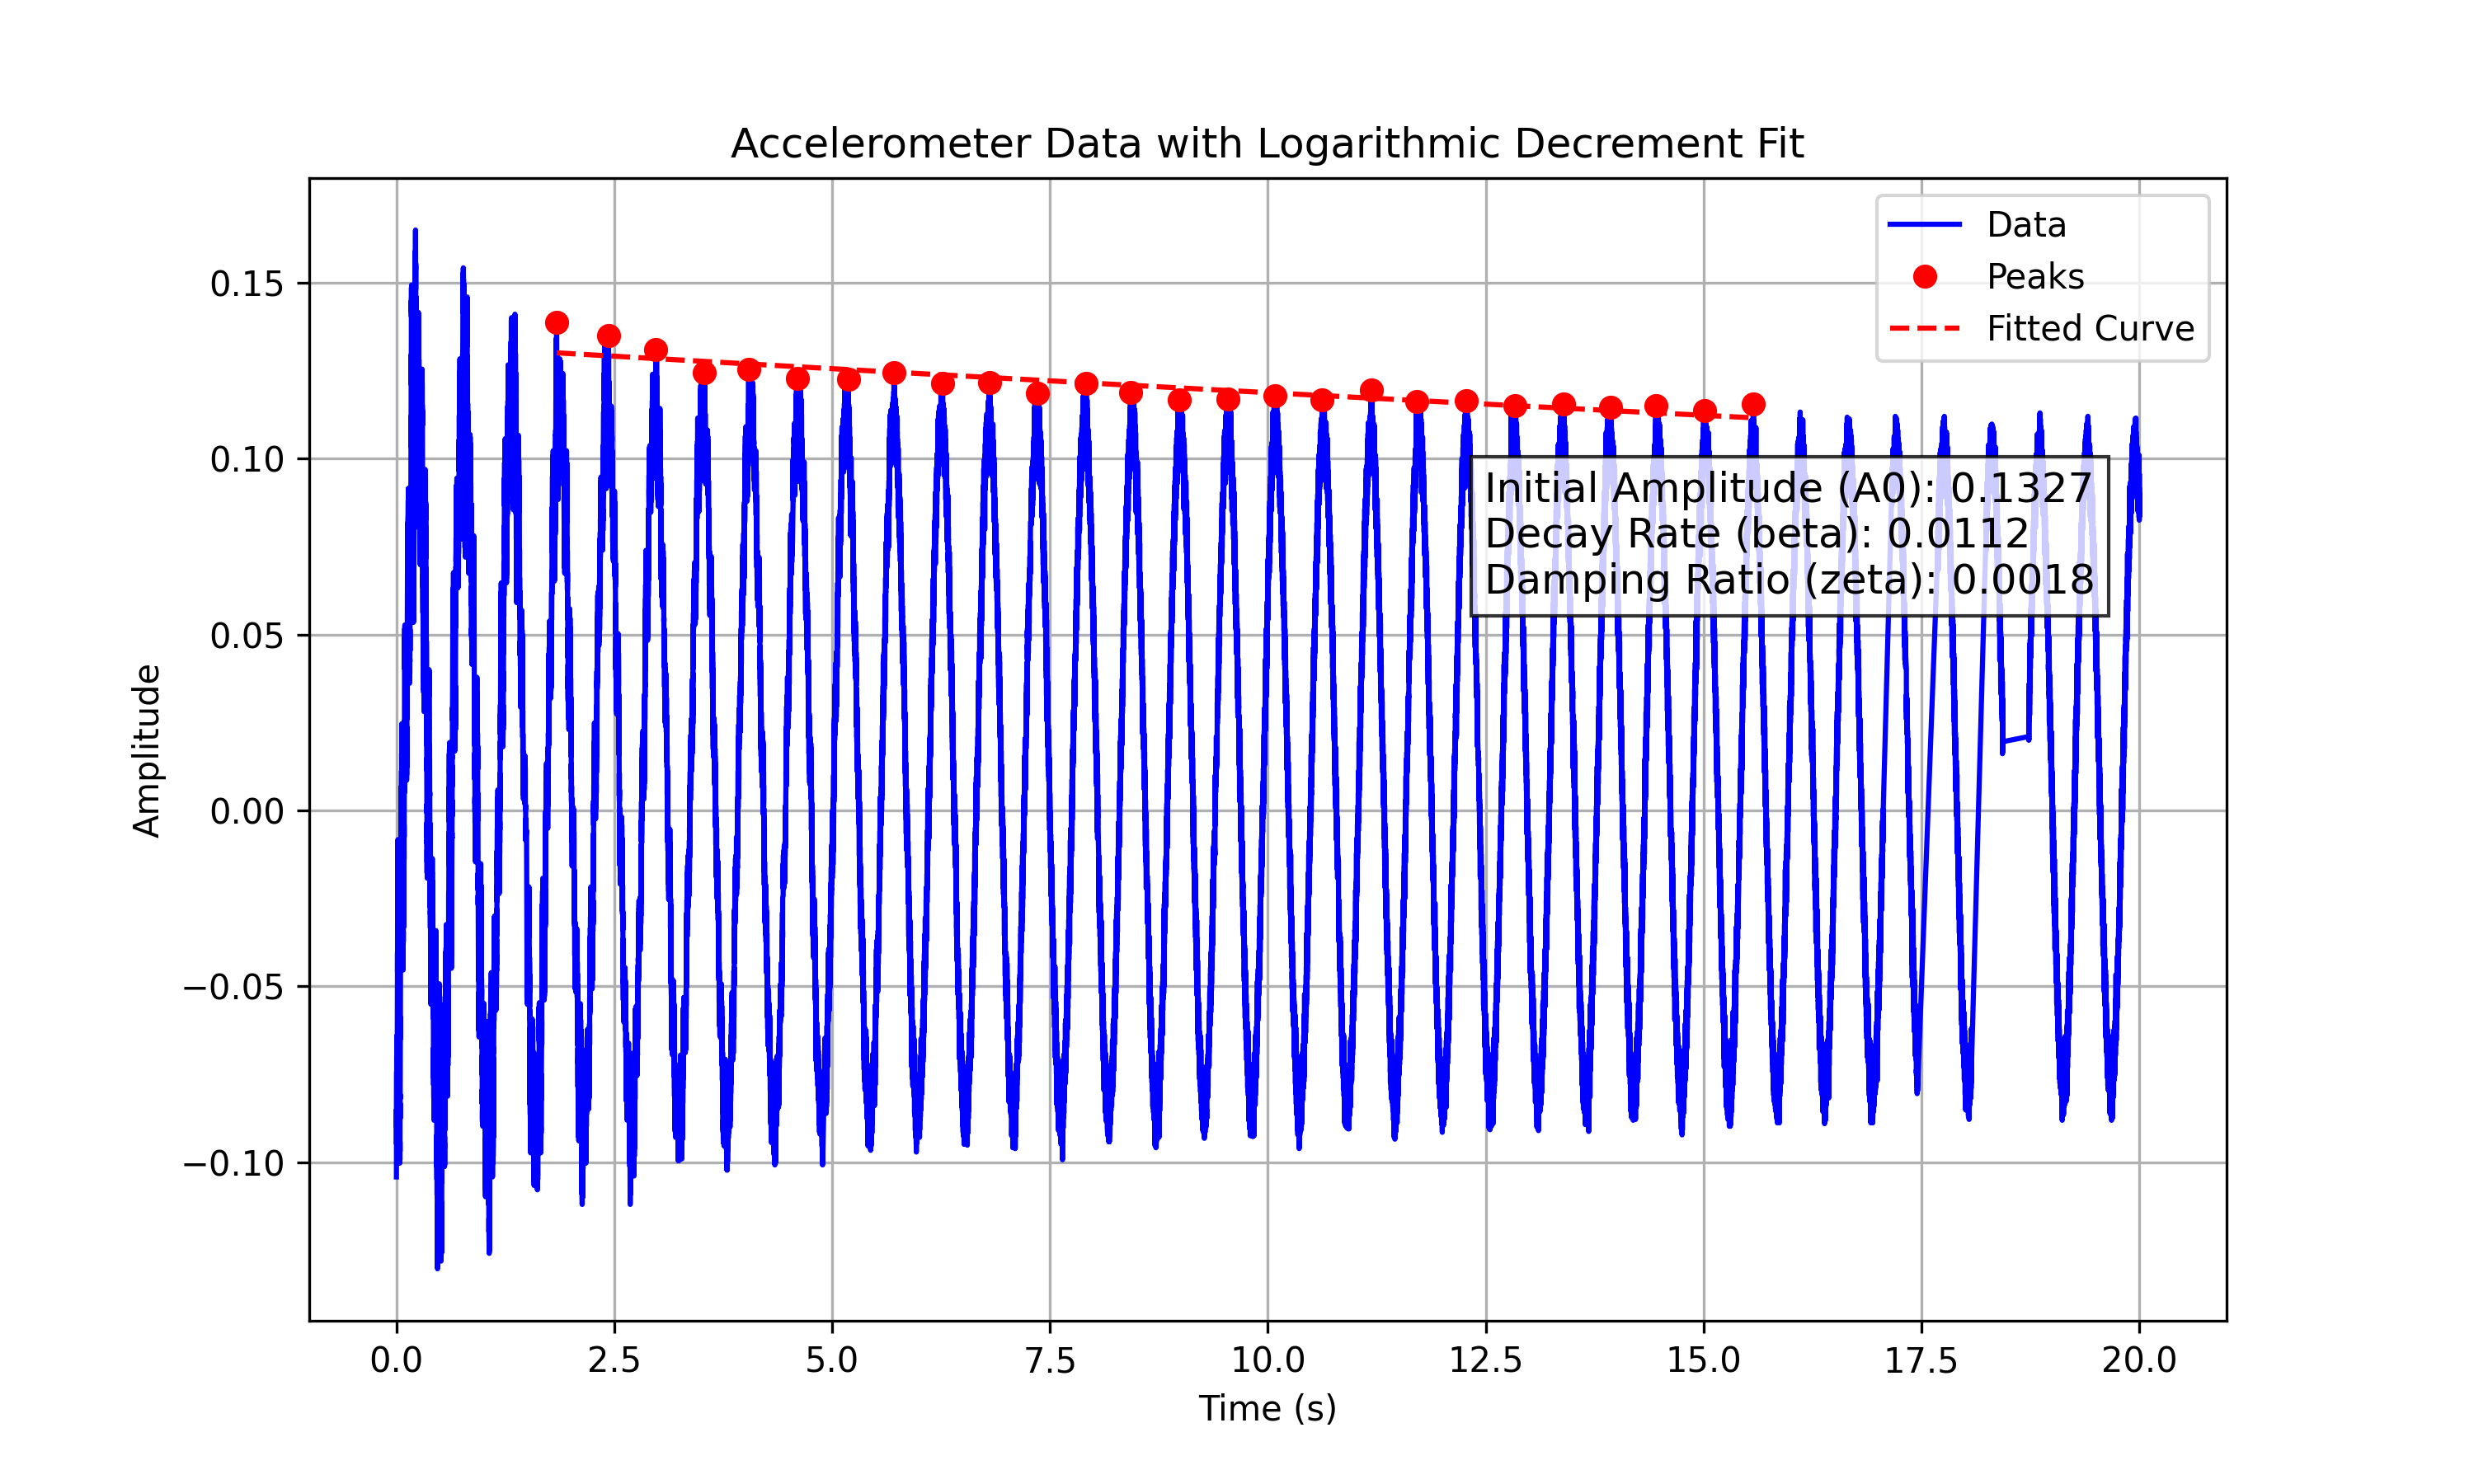 Accelerometer Data with Logarithmic Decrement Fit
Data
Peaks
Fitted Curve
Initial Amplitude (A0): 0.1327
Decay Rate (beta): 0.0112
Damping Ratio (zeta): 0.0018
Amplitude
0.15
0.10
0.05
0.00
−0.05
−0.10
0.0 2.5 5.0 7.5 10.0 12.5 15.0 17.5 20.0
Time (s)